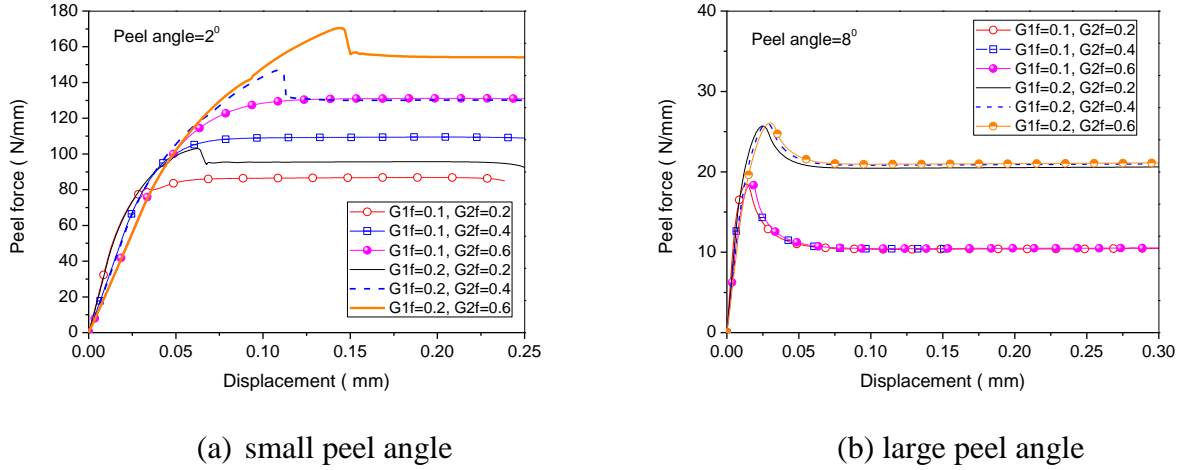 Peel angle=2⁰
Peel force ( N/mm)
180
160
140
120
100
80
60
40
20
0
0.00 0.05 0.10 0.15 0.20 0.25
Displacement ( mm)
G1f=0.1, G2f=0.2
G1f=0.1, G2f=0.4
G1f=0.1, G2f=0.6
G1f=0.2, G2f=0.2
G1f=0.2, G2f=0.4
G1f=0.2, G2f=0.6
(a) small peel angle
Peel angle=8⁰
Peel force ( N/mm)
40
30
20
10
0
0.00 0.05 0.10 0.15 0.20 0.25 0.30
Displacement ( mm)
G1f=0.1, G2f=0.2
G1f=0.1, G2f=0.4
G1f=0.1, G2f=0.6
G1f=0.2, G2f=0.2
G1f=0.2, G2f=0.4
G1f=0.2, G2f=0.6
(b) large peel angle